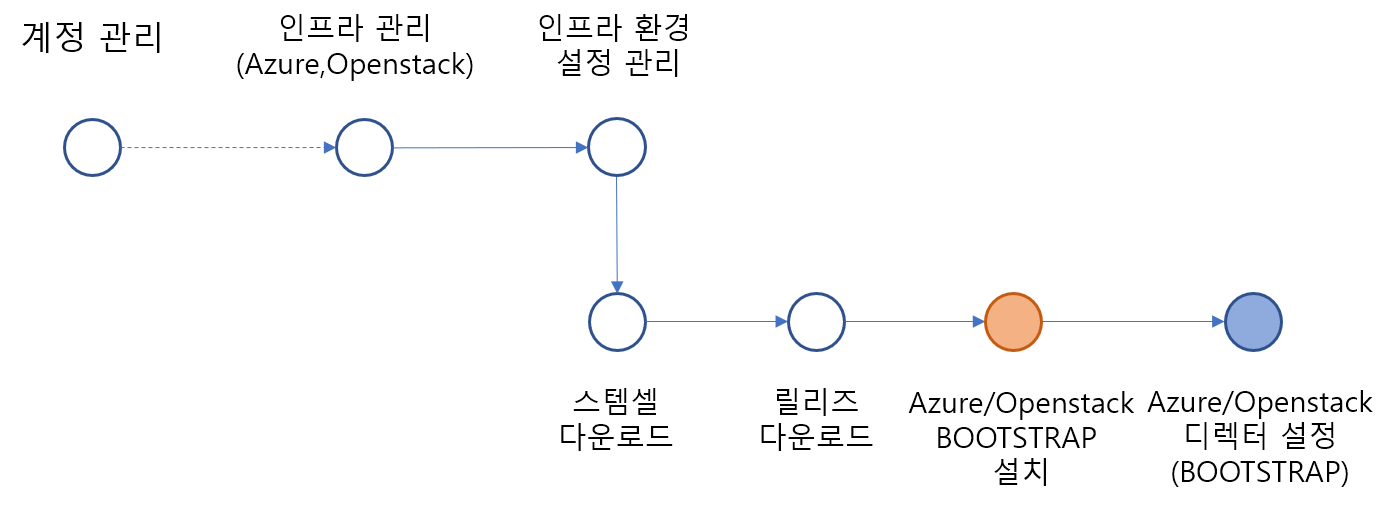 계정 관리
인프라 관리
(Azure,Openstack)
인프라 환경
설정 관리
스템셀
다운로드
릴리즈
다운로드
Azure/Openstack
BOOTSTRAP
설치
Azure/Openstack
디렉터 설정
(BOOTSTRAP)